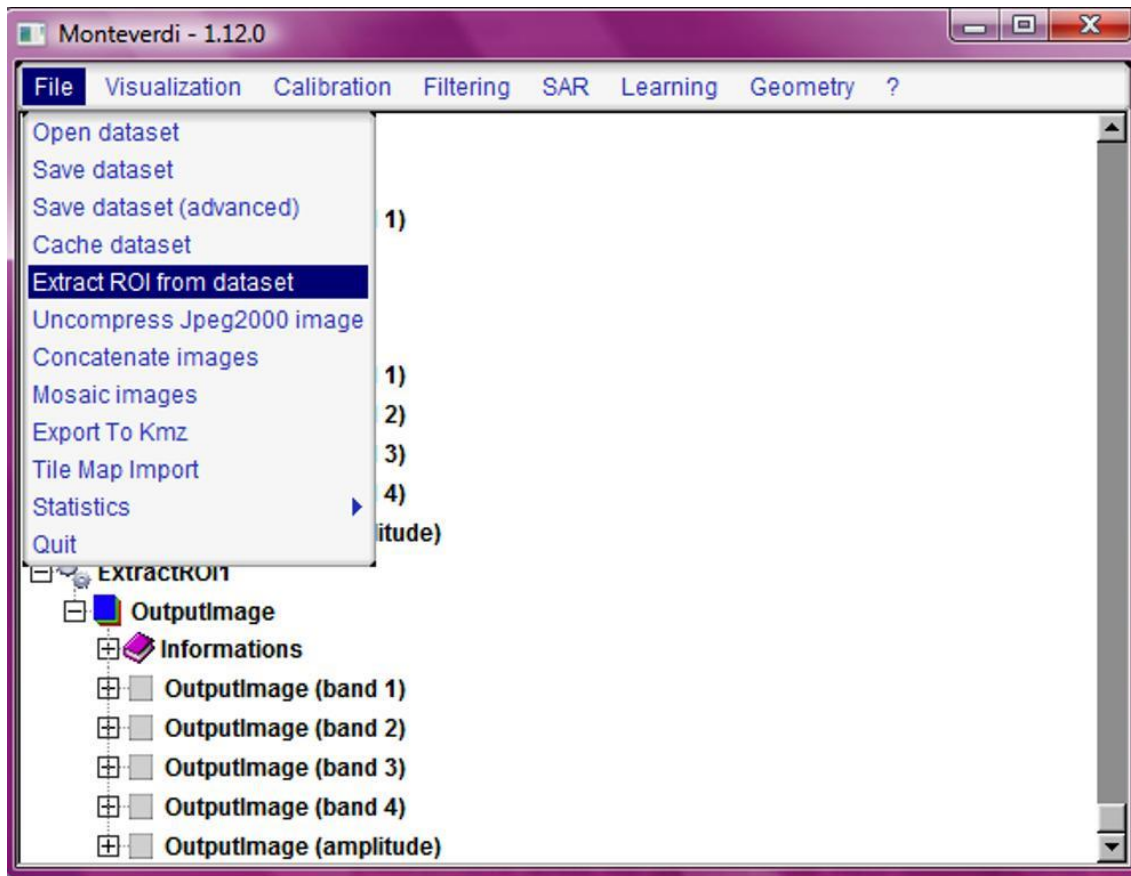 Monteverdi - 1.12.0
File Visualization Calibration Filtering SAR Learning Geometry ?
Open dataset
Save dataset
Save dataset (advanced)
1)
Cache dataset
Extract ROI from dataset
Uncompress Jpeg2000 image
Concatenate images
1)
Mosaic images
2)
Export To Kmz
3)
Tile Map Import
4)
Statistics
itude)
Quit
ExtractROI1
OutputImage
Informations
OutputImage (band 1)
OutputImage (band 2)
OutputImage (band 3)
OutputImage (band 4)
OutputImage (amplitude)